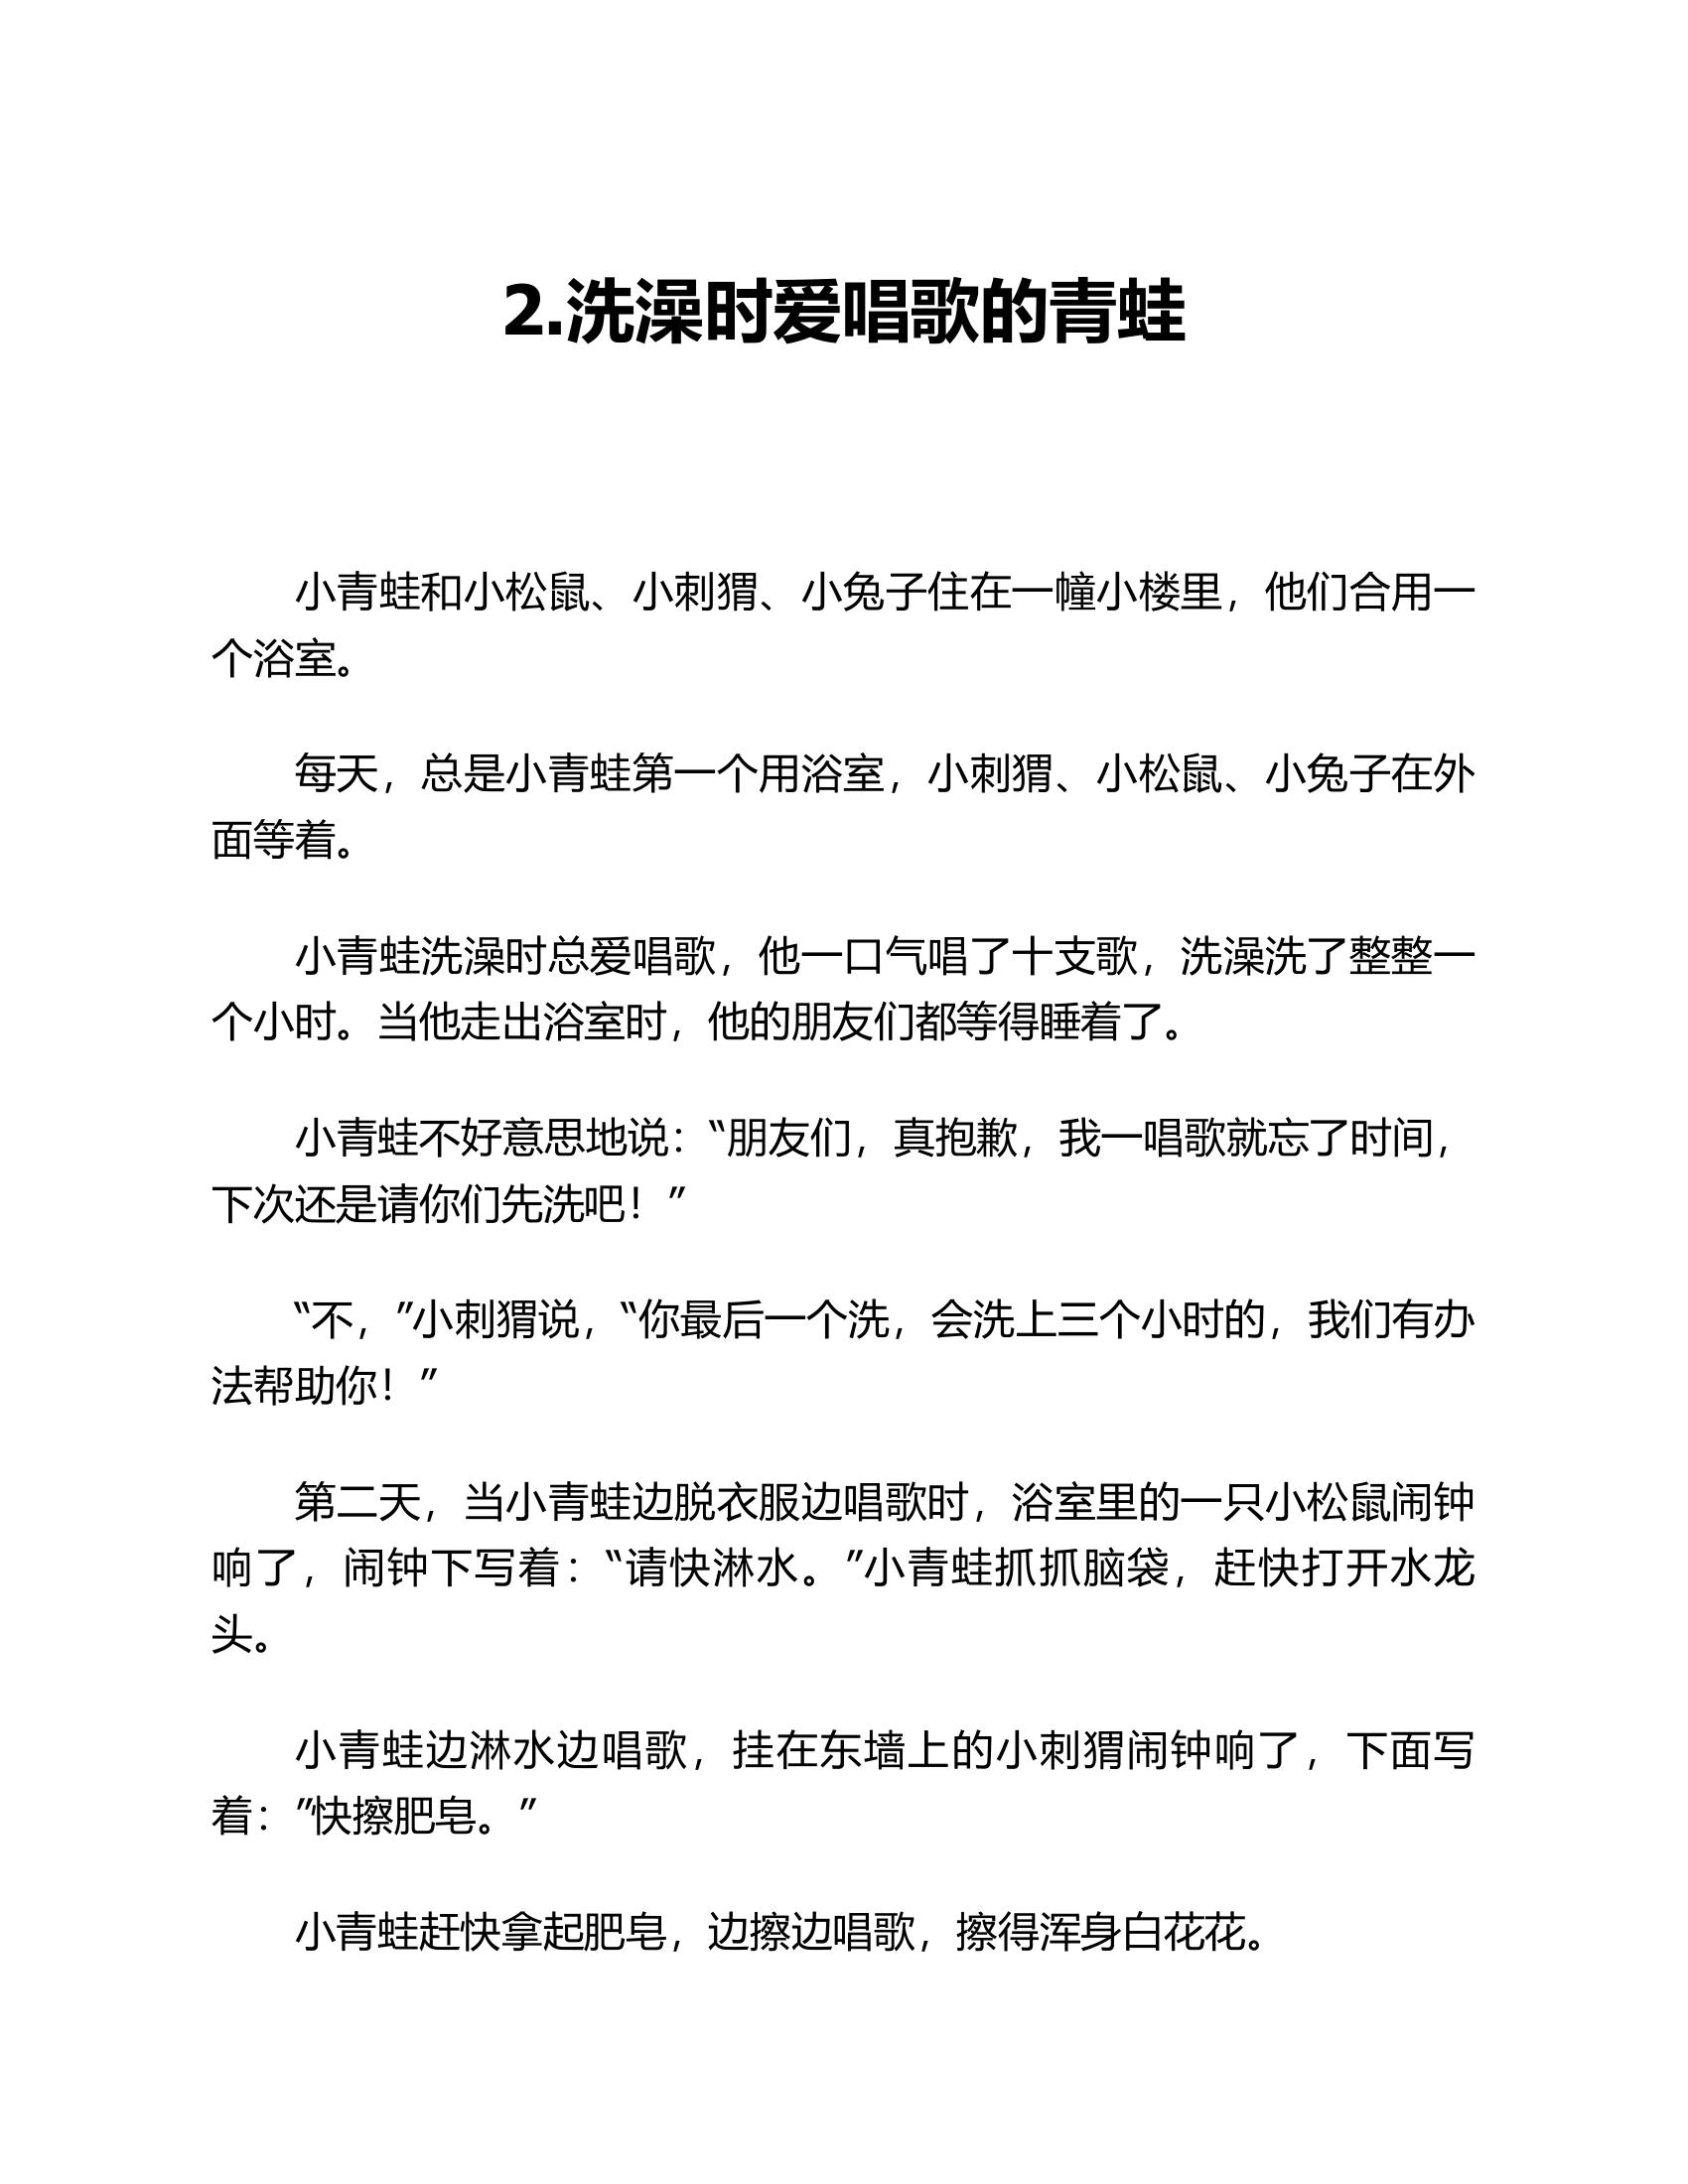 2.洗澡时爱唱歌的青蛙
小青蛙和小松鼠、小刺猬、小兔子住在一幢小楼里，他们合用一
个浴室。
每天，总是小青蛙第一个用浴室，小刺猬、小松鼠、小兔子在外
面等着。
小青蛙洗澡时总爱唱歌，他一口气唱了十支歌，洗澡洗了整整一
个小时。当他走出浴室时，他的朋友们都等得睡着了。
小青蛙不好意思地说：“朋友们，真抱歉，我一唱歌就忘了时间，
下次还是请你们先洗吧！”
“不，”小刺猬说，“你最后一个洗，会洗上三个小时的，我们有办
法帮助你！”
第二天，当小青蛙边脱衣服边唱歌时，浴室里的一只小松鼠闹钟
响了，闹钟下写着：“请快淋水。”小青蛙抓抓脑袋，赶快打开水龙
头。
小青蛙边淋水边唱歌，挂在东墙上的小刺猬闹钟响了，下面写
着：”快擦肥皂。”
小青蛙赶快拿起肥皂，边擦边唱歌，擦得浑身白花花。